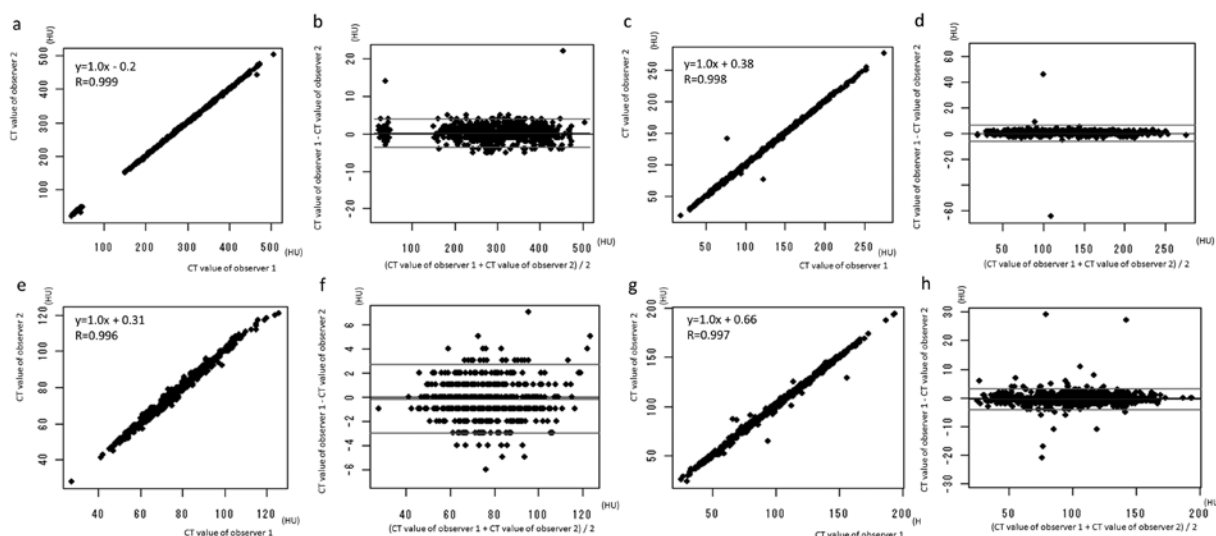 a
(HU)
CT value of observer 2
500
400
300
200
100
y=1.0x - 0.2
R=0.999
100 200 300 400 500
(HU)
CT value of observer 1
b
(HU)
CT value of observer 1 - CT value of observer 2
20
10
0
-10
-20
100 200 300 400 500
(HU)
(CT value of observer 1 + CT value of observer 2) / 2
c
(HU)
CT value of observer 2
250
200
150
100
50
y=1.0x + 0.38
R=0.998
50 100 150 200 250
(HU)
CT value of observer 1
d
(HU)
CT value of observer 1 - CT value of observer 2
60
40
20
0
-20
-60
50 100 150 200 250
(HU)
(CT value of observer 1 + CT value of observer 2) / 2
e
(HU)
CT value of observer 2
120
100
80
60
40
y=1.0x + 0.31
R=0.996
40 60 80 100 120
(HU)
CT value of observer 1
f
(HU)
CT value of observer 1 - CT value of observer 2
6
4
2
0
-2
-4
-6
40 60 80 100 120
(HU)
(CT value of observer 1 + CT value of observer 2) / 2
g
(HU)
CT value of observer 2
200
150
100
50
y=1.0x + 0.66
R=0.997
50 100 150 200
(H
CT value of observer 1
h
(HU)
CT value of observer 1 - CT value of observer 2
30
20
10
0
-10
-20
-30
50 100 150 200
(HU)
(CT value of observer 1 + CT value of observer 2) / 2